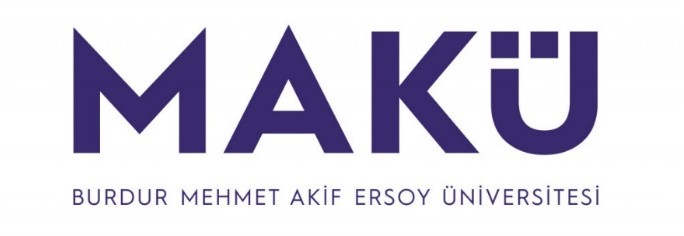 MAKÜ
BURDUR MEHMET AKİF ERSOY ÜNİVERSİTESİ